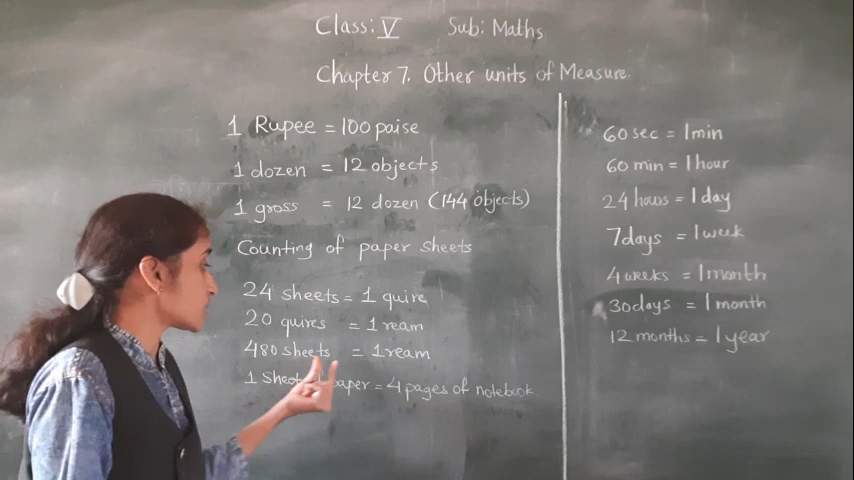 Class: V Sub: Maths
Chapter 7. Other units of Measure.
1 Rupee = 100 paise
1 dozen = 12 objects
1 gross = 12 dozen (144 objects)
Counting of paper sheets
24 sheets = 1 quire
20 quires = 1 ream
480 sheets = 1 ream
1 Sheet paper = 4 pages of notebook.
60 sec = 1 min
60 min = 1 hour
24 hours = 1 day
7 days = 1 week
4 weeks = 1 month
30 days = 1 month
12 months = 1 year